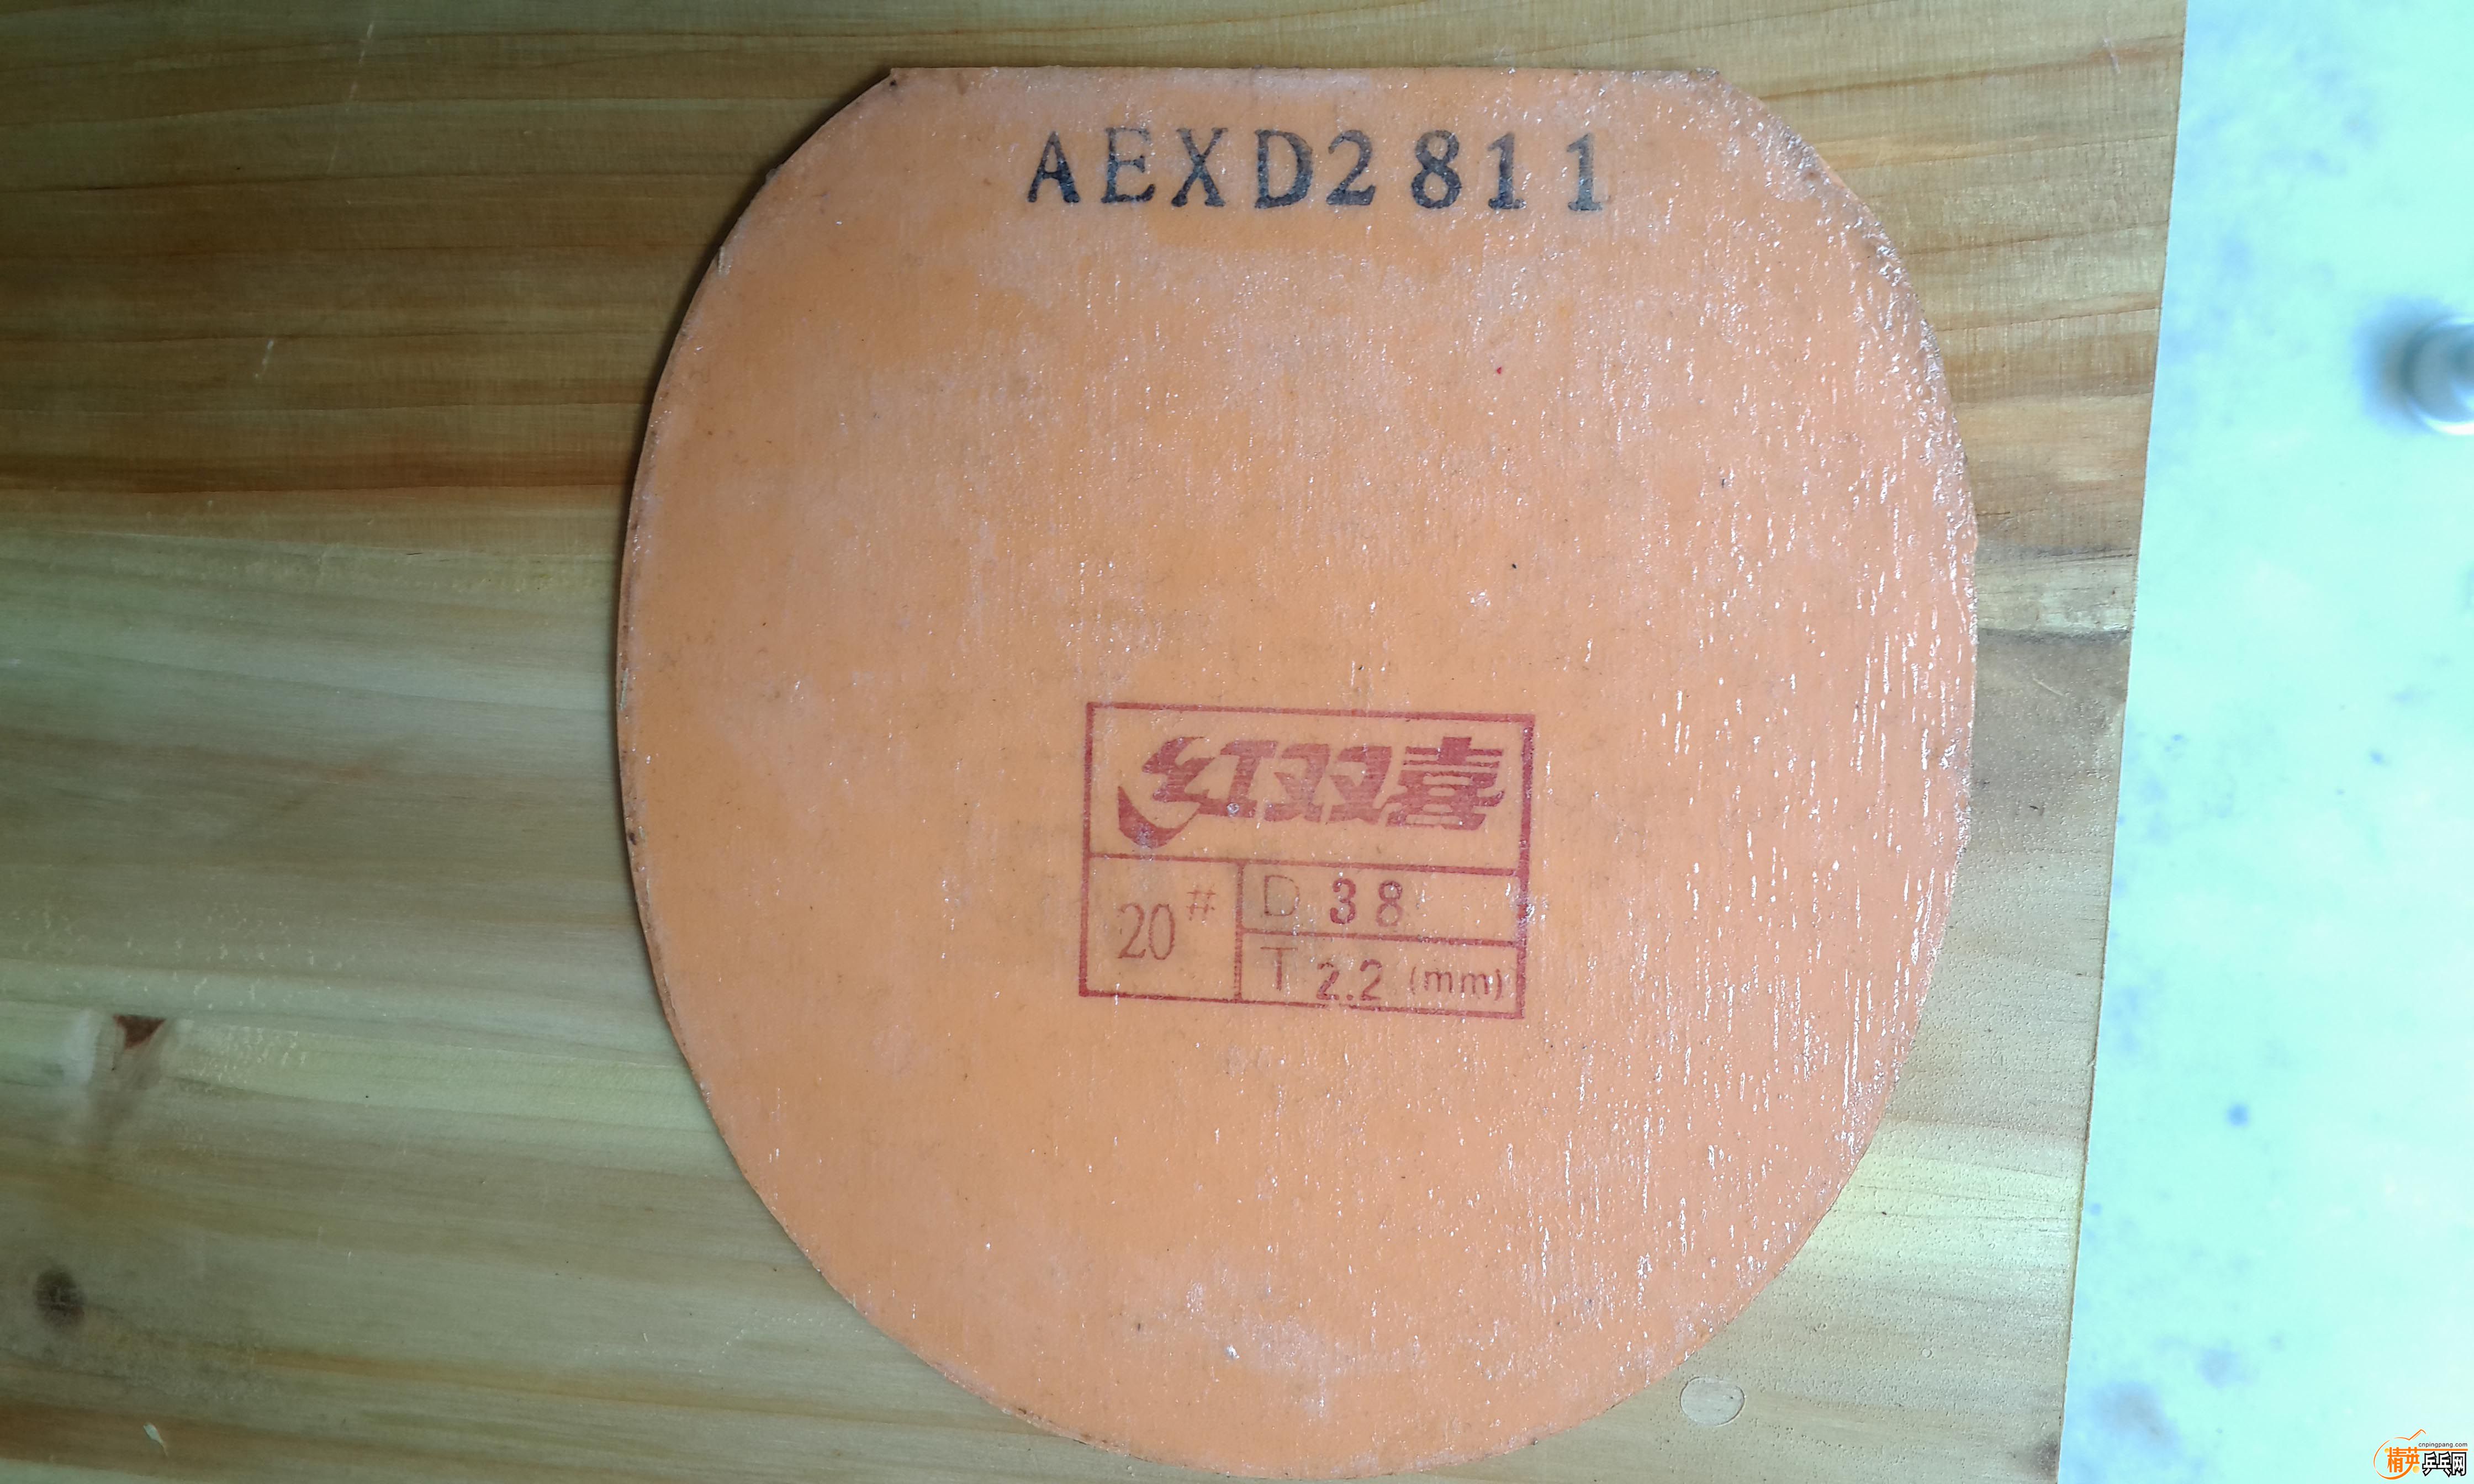 AEXD2811
红双喜
20# D 38
T 2.2 (mm)
cnpingpang.com
精英乒乓网